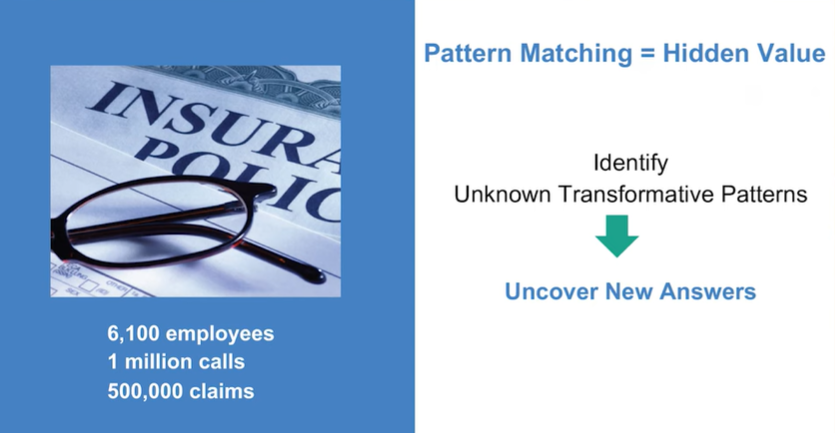 INSURA
POLIC
6,100 employees
1 million calls
500,000 claims
Pattern Matching = Hidden Value
Identify
Unknown Transformative Patterns
Uncover New Answers